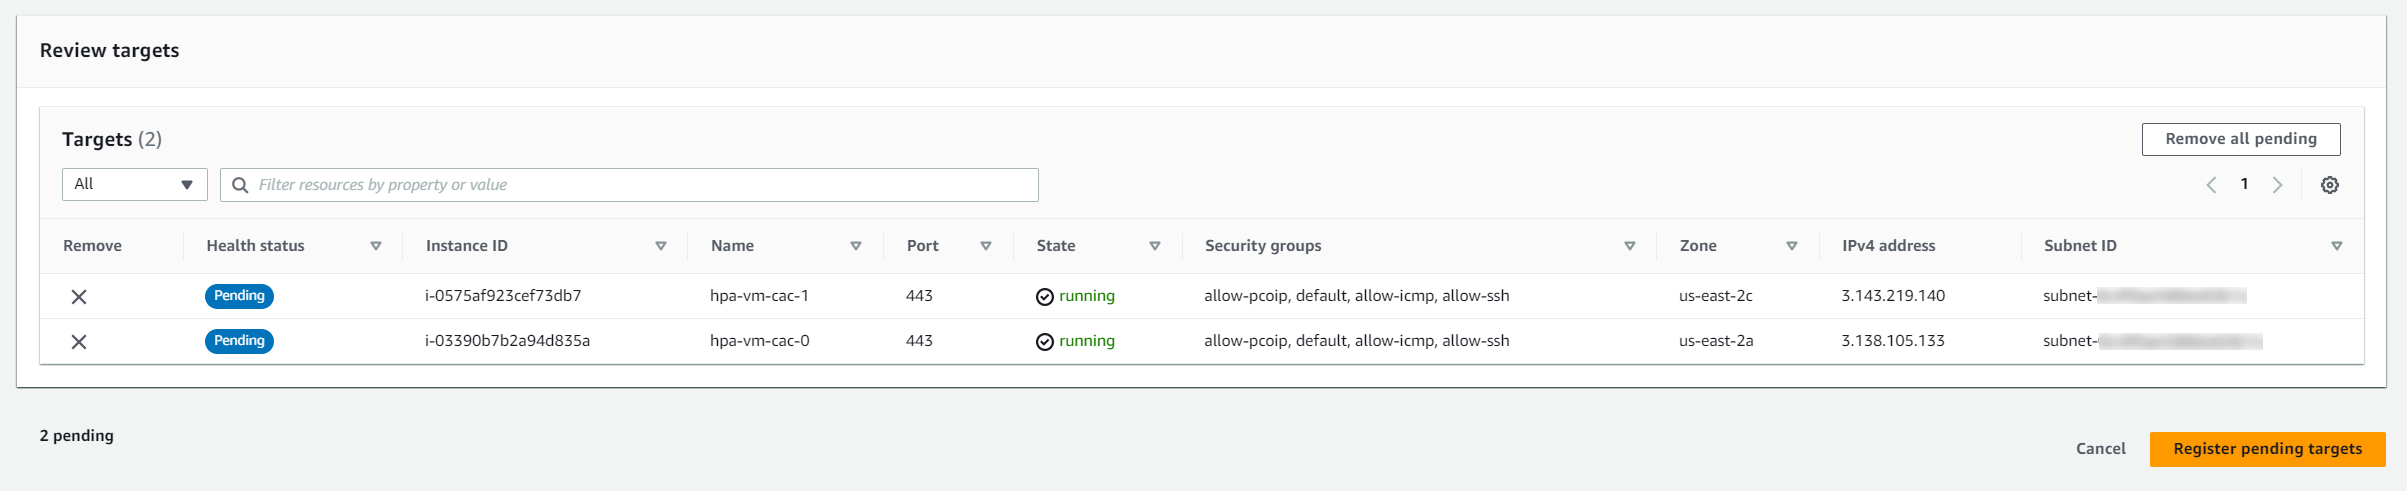 Review targets
Targets (2)
Remove all pending
All
Filter resources by property or value
1
Remove Health status Instance ID Name Port State Security groups Zone IPv4 address Subnet ID
Pending i-0575af923cef73db7 hpa-vm-cac-1 443 running allow-pcoip, default, allow-icmp, allow-ssh us-east-2c 3.143.219.140 subnet-
Pending i-03390b7b2a94d835a hpa-vm-cac-0 443 running allow-pcoip, default, allow-icmp, allow-ssh us-east-2a 3.138.105.133 subnet-
2 pending
Cancel
Register pending targets